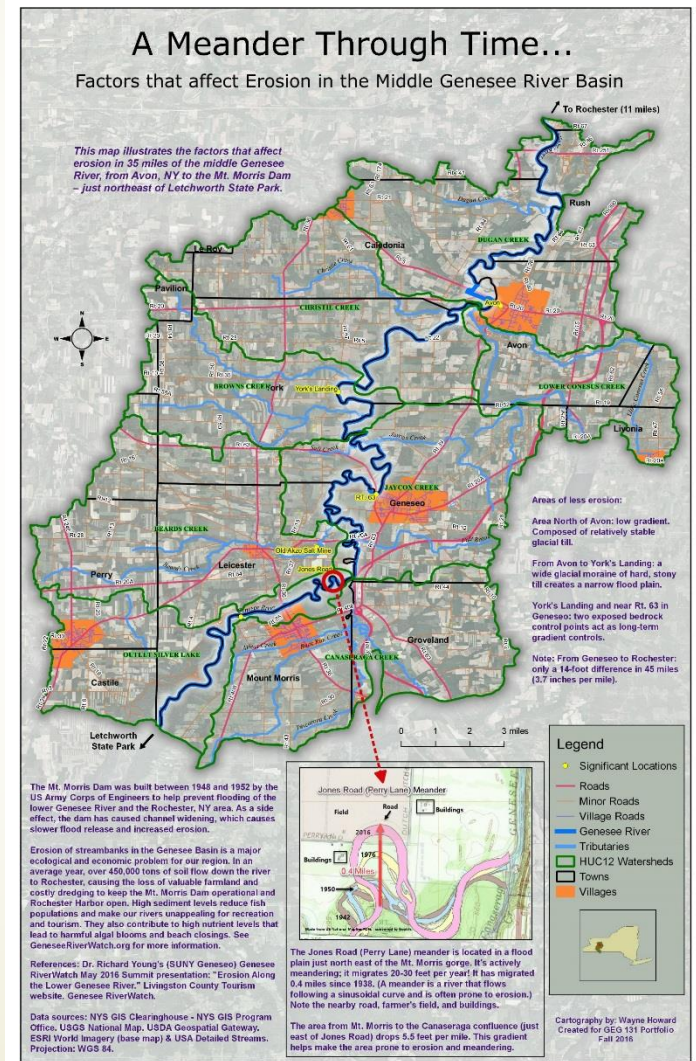 A Meander Through Time...
Factors that affect Erosion in the Middle Genesee River Basin
To Rochester (11 miles)
This map illustrates the factors that affect
erosion in 35 miles of the middle Genesee
River, from Avon, NY to the Mt. Morris Dam
– just northeast of Letchworth State Park.
Rush
Dugan Creek
DUGAN CREEK
Caledonia
Le Roy
Pavilion
Christie Creek
CHRISTIE CREEK
Avon
Avon
N
W
E
S
BROWNS CREEK
York
York's Landing
LOWER CONESUS CREEK
Livonia
JAYCOX CREEK
RT. 63
Geneseo
BEARDS CREEK
Old Akzo Salt Mine
Leicester
Jones Road
Perry
OUTLET SILVER LAKE
Castile
Mount Morris
CANASERAGA CREEK
Groveland
Letchworth
State Park
Areas of less erosion:
Area North of Avon: low gradient.
Composed of relatively stable
glacial till.
From Avon to York's Landing: a
wide glacial moraine of hard, stony
till creates a narrow flood plain.
York's Landing and near Rt. 63 in
Geneseo: two exposed bedrock
control points act as long-term
gradient controls.
Note: From Geneseo to Rochester:
only a 14-foot difference in 45 miles
(3.7 inches per mile).
0 1 2 3 miles
Legend
Significant Locations
Roads
Minor Roads
Village Roads
Genesee River
Tributaries
HUC12 Watersheds
Towns
Villages
The Mt. Morris Dam was built between 1948 and 1952 by the
US Army Corps of Engineers to help prevent flooding of the
lower Genesee River and the Rochester, NY area. As a side
effect, the dam has caused channel widening, which causes
slower flood release and increased erosion.
Erosion of streambanks in the Genesee Basin is a major
ecological and economic problem for our region. In an
average year, over 450,000 tons of soil flow down the river
to Rochester, causing the loss of valuable farmland and
costly dredging to keep the Mt. Morris Dam operational and
Rochester Harbor open. High sediment levels reduce fish
populations and make our rivers unappealing for recreation
and tourism. They also contribute to high nutrient levels that
lead to harmful algal blooms and beach closings. See
GeneseeRiverWatch.org for more information.
References: Dr. Richard Young's (SUNY Geneseo) Genesee
RiverWatch May 2016 Summit presentation: "Erosion Along
the Lower Genesee River." Livingston County Tourism
website. Genesee RiverWatch.
Data sources: NYS GIS Clearinghouse - NYS GIS Program
Office. USGS National Map. USDA Geospatial Gateway.
ESRI World Imagery (base map) & USA Detailed Streams.
Projection: WGS 84.
Jones Road (Perry Lane) Meander
Field
Road
Buildings
2016
1976
Buildings
0.4 Miles
1950
1942
GENESEE
The Jones Road (Perry Lane) meander is located in a flood
plain just north east of the Mt. Morris gorge. It's actively
meandering; it migrates 20-30 feet per year! It has migrated
0.4 miles since 1938. (A meander is a river that flows
following a sinusoidal curve and is often prone to erosion.)
Note the nearby road, farmer's field, and buildings.
The area from Mt. Morris to the Canaseraga confluence (just
east of Jones Road) drops 5.5 feet per mile. This gradient
helps make the area prone to erosion and meandering.
Cartography by: Wayne Howard
Created for GEG 131 Portfolio
Fall 2016